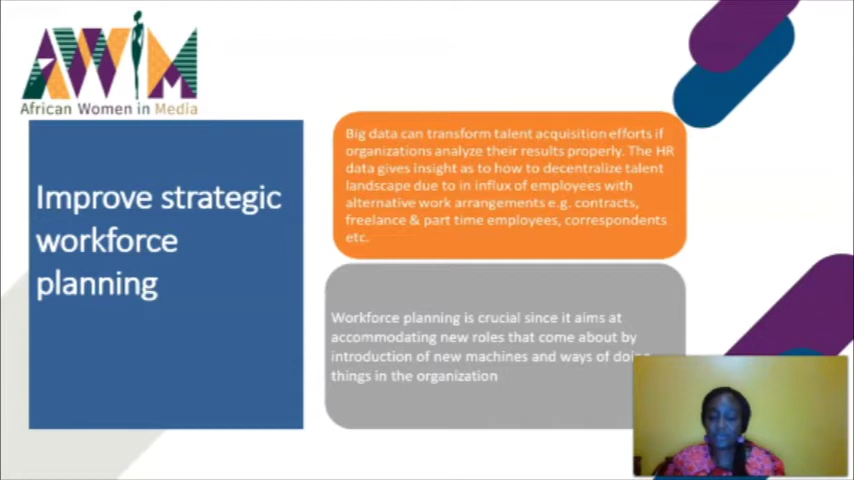 AWiM
African Women in Media
Improve strategic
workforce
planning
Big data can transform talent acquisition efforts if
organizations analyze their results properly. The HR
data gives insight as to how to decentralize talent
landscape due to in influx of employees with
alternative work arrangements e.g. contracts,
freelance & part time employees, correspondents
etc.
Workforce planning is crucial since it aims at
accommodating new roles that come about by
introduction of new machines and ways of doing
things in the organization